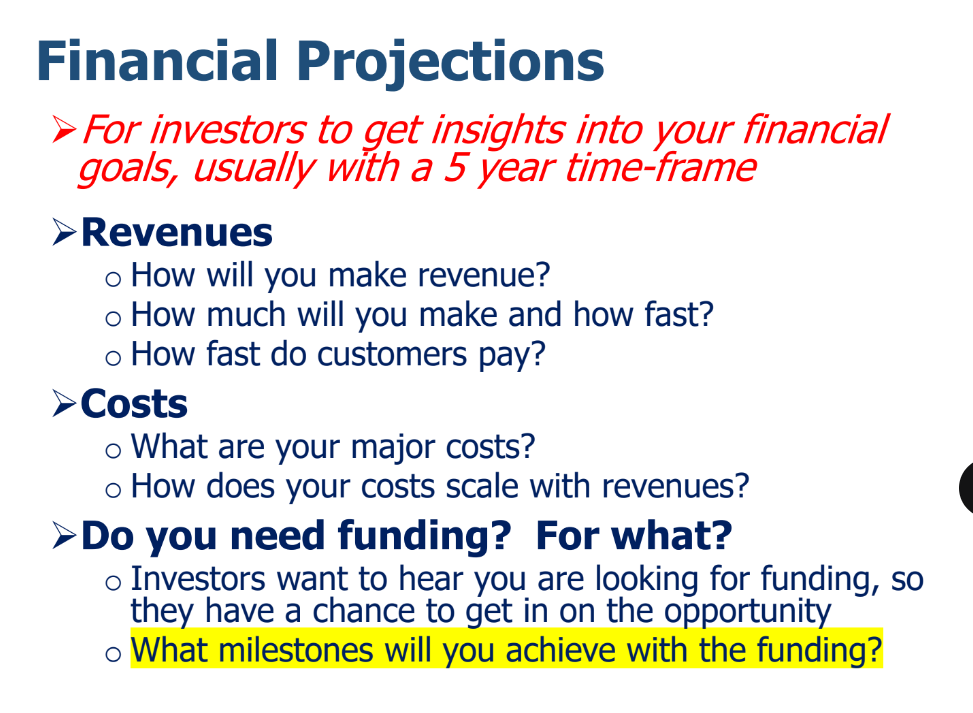 Financial Projections
➢For investors to get insights into your financial
goals, usually with a 5 year time-frame
➢Revenues
o How will you make revenue?
o How much will you make and how fast?
o How fast do customers pay?
➢Costs
o What are your major costs?
o How does your costs scale with revenues?
➢Do you need funding?  For what?
o Investors want to hear you are looking for funding, so
they have a chance to get in on the opportunity
o What milestones will you achieve with the funding?